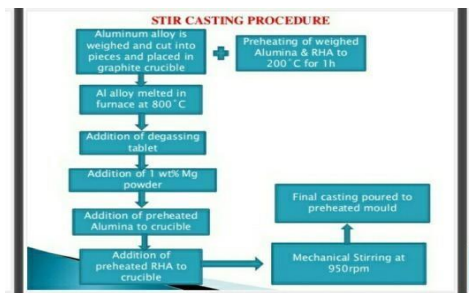 STIR CASTING PROCEDURE
Aluminum alloy is
weighed and cut into
pieces and placed in
graphite crucible
Preheating of weighed
Alumina & RHA to
200˚C for 1h
Al alloy melted in
furnace at 800˚C
Addition of degassing
tablet
Addition of 1 wt% Mg
powder
Addition of preheated
Alumina to crucible
Addition of
preheated RHA to
crucible
Mechanical Stirring at
950rpm
Final casting poured to
preheated mould